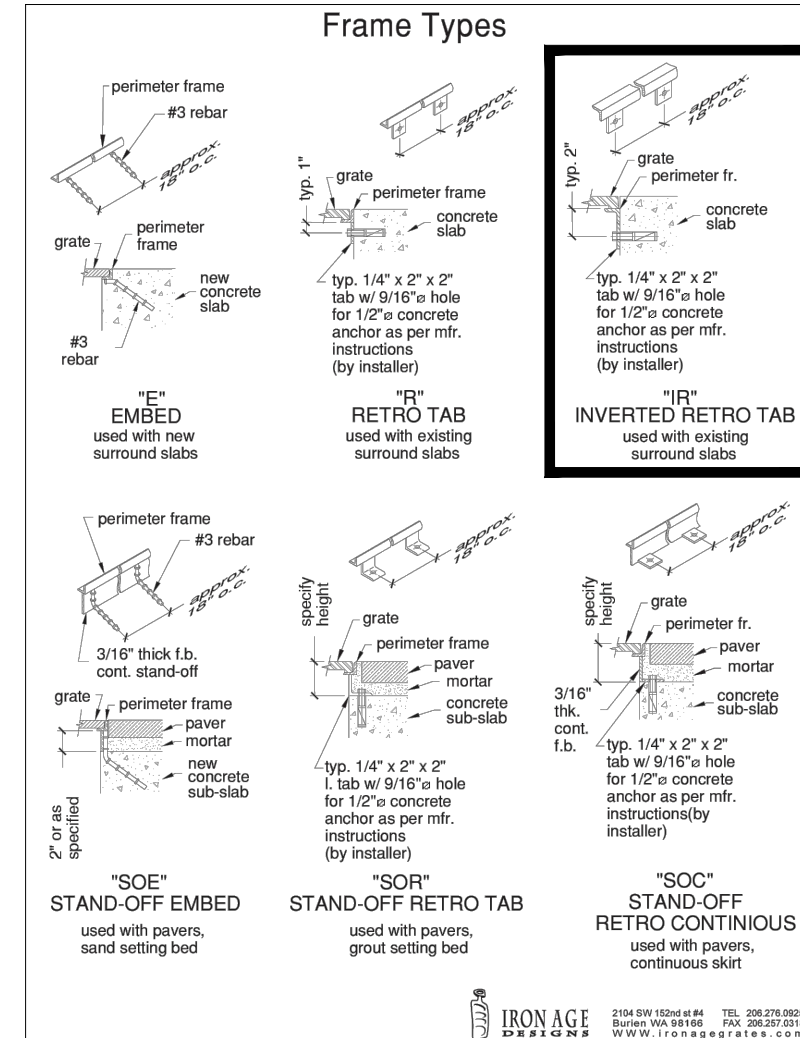 Frame Types
perimeter frame
#3 rebar
approx.
18" o.c.
grate
perimeter
frame
new
concrete
slab
#3
rebar
"E"
EMBED
used with new
surround slabs
approx.
18" o.c.
typ. 1"
grate
perimeter frame
concrete
slab
typ. 1/4" x 2" x 2"
tab w/ 9/16"⌀ hole
for 1/2"⌀ concrete
anchor as per mfr.
instructions
(by installer)
"R"
RETRO TAB
used with existing
surround slabs
approx.
18" o.c.
typ. 2"
grate
perimeter fr.
concrete
slab
typ. 1/4" x 2" x 2"
tab w/ 9/16"⌀ hole
for 1/2"⌀ concrete
anchor as per mfr.
instructions
(by installer)
"IR"
INVERTED RETRO TAB
used with existing
surround slabs
perimeter frame
#3 rebar
approx.
18" o.c.
3/16" thick f.b.
cont. stand-off
grate
perimeter frame
paver
mortar
new
concrete
sub-slab
2" or as
specified
"SOE"
STAND-OFF EMBED
used with pavers,
sand setting bed
approx.
18" o.c.
specify
height
grate
perimeter frame
paver
mortar
concrete
sub-slab
typ. 1/4" x 2" x 2"
l. tab w/ 9/16"⌀ hole
for 1/2"⌀ concrete
anchor as per mfr.
instructions
(by installer)
"SOR"
STAND-OFF RETRO TAB
used with pavers,
grout setting bed
approx.
18" o.c.
specify
height
grate
perimeter fr.
paver
mortar
concrete
sub-slab
3/16"
thk.
cont.
f.b.
typ. 1/4" x 2" x 2"
tab w/ 9/16"⌀ hole
for 1/2"⌀ concrete
anchor as per mfr.
instructions(by
installer)
"SOC"
STAND-OFF
RETRO CONTINIOUS
used with pavers,
continuous skirt
IRON AGE
DESIGNS
2104 SW 152nd st #4 TEL 206.276.0925
Burien WA 98166 FAX 206.257.031
WWW.irongegrates.com